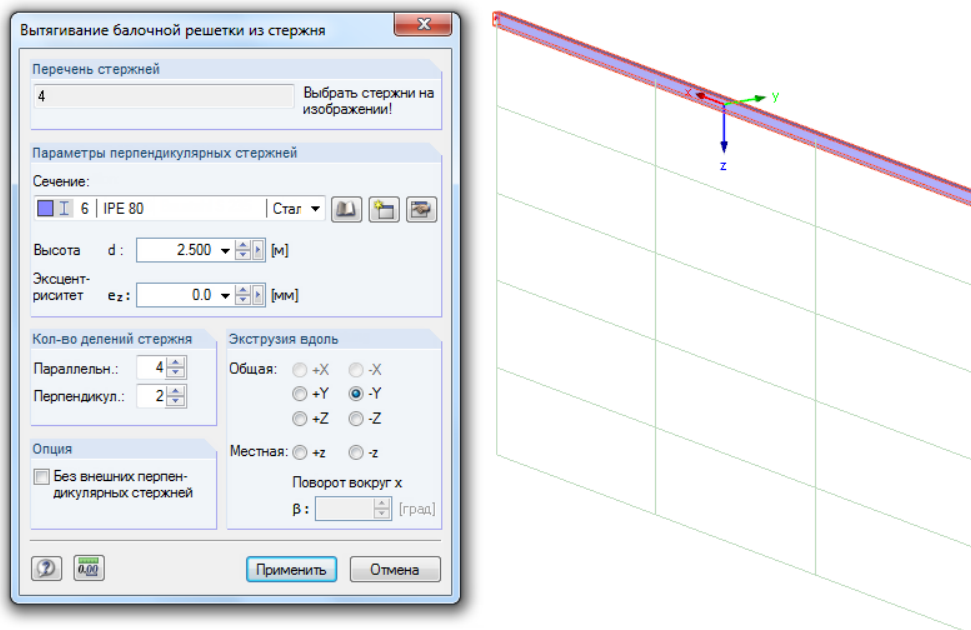 Вытягивание балочной решетки из стержня
Перечень стержней
4
Выбрать стержни на
изображении!
Параметры перпендикулярных стержней
Сечение:
6 | IPE 80 | Стал
Высота d : 2.500 [м]
Эксцент-
риситет ez: 0.0 [мм]
Кол-во делений стержня
Параллельн.: 4
Перпендикул.: 2
Экструзия вдоль
Общая: +X -X
+Y -Y
+Z -Z
Местная: +z -z
Поворот вокруг x
β : [град]
Опция
Без внешних перпен-
дикулярных стержней
0.00
Применить
Отмена
X
Y
Z